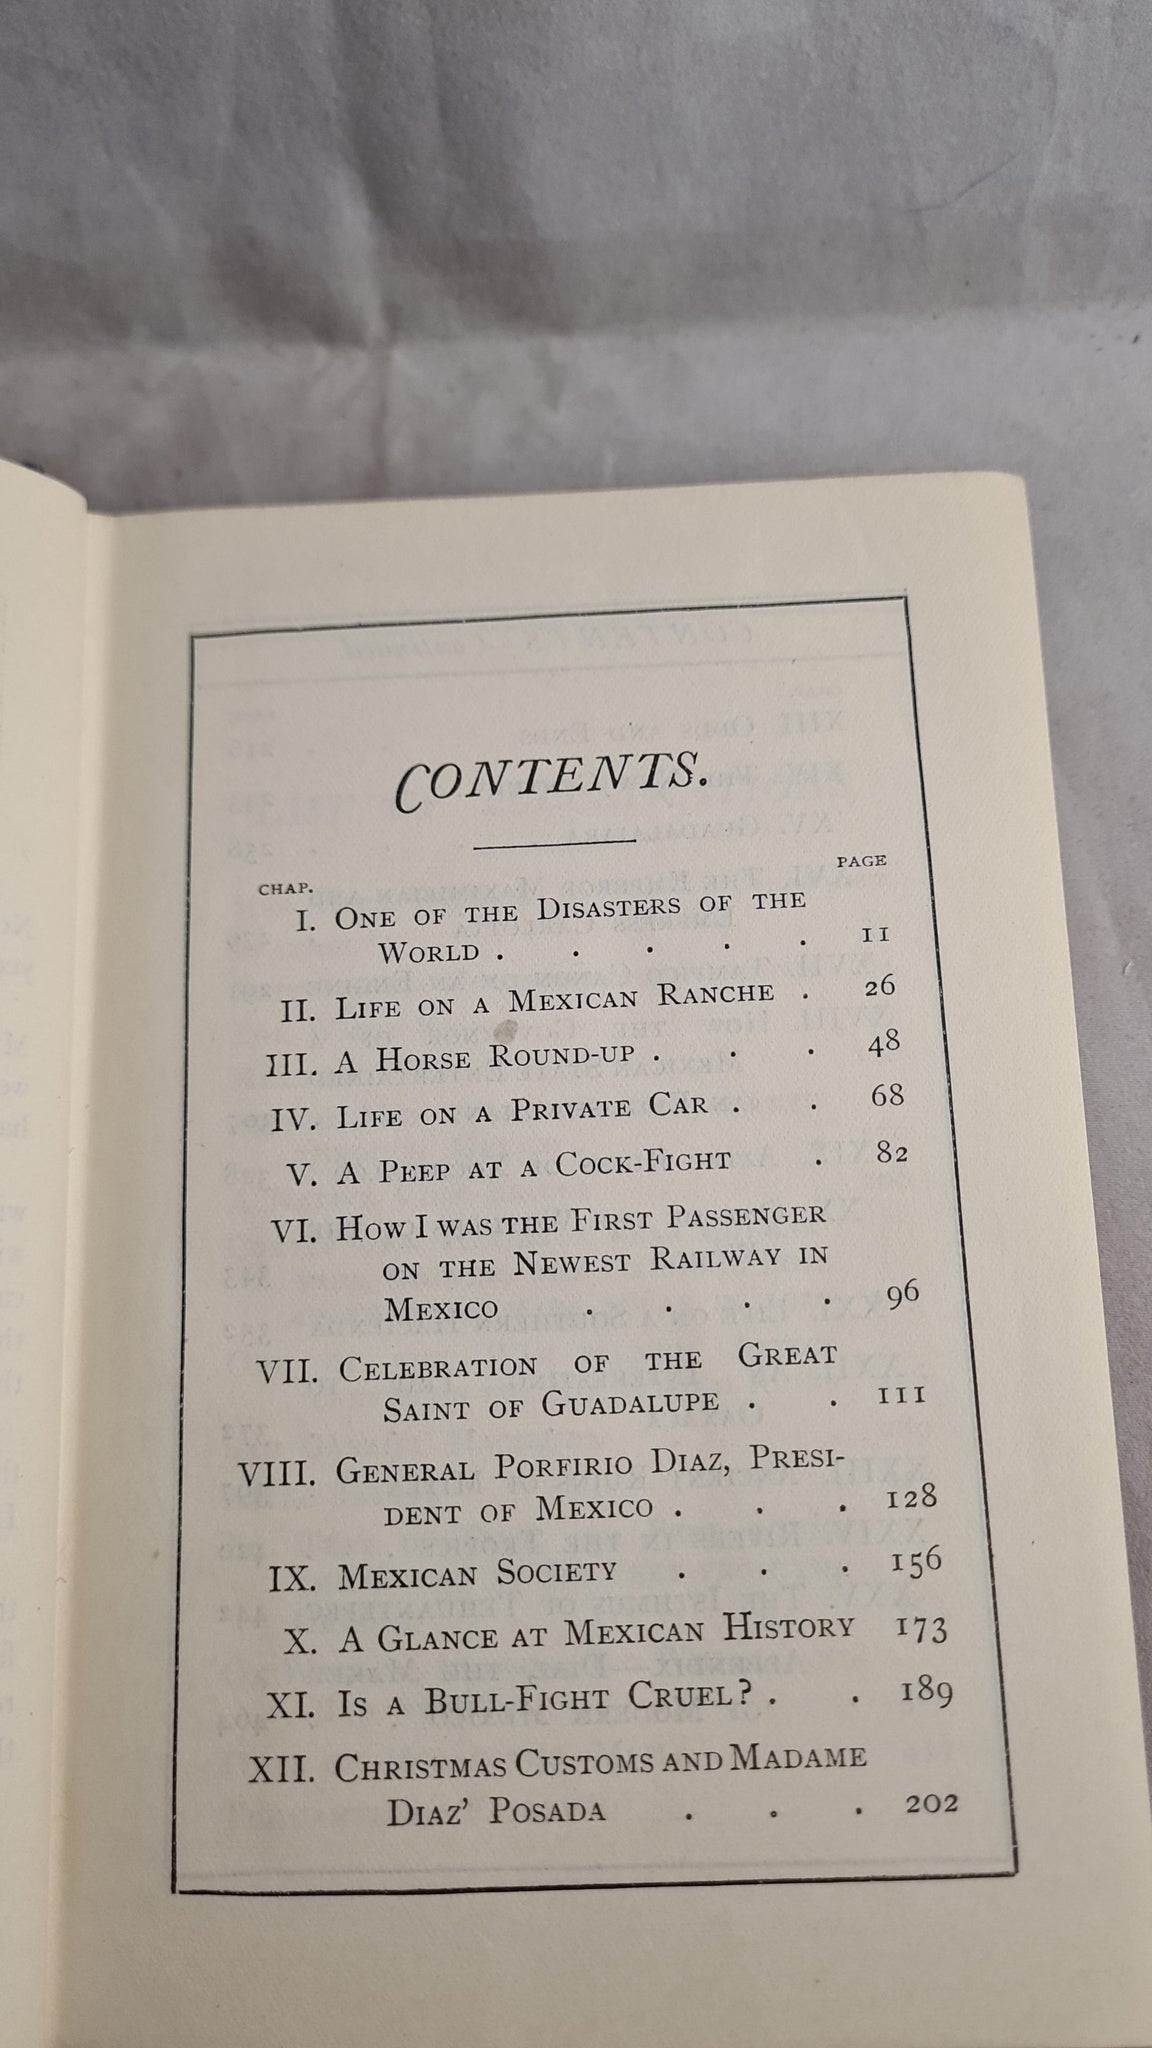 CONTENTS.
CHAP. PAGE
I. ONE OF THE DISASTERS OF THE
WORLD . . . . . 11
II. LIFE ON A MEXICAN RANCHE . 26
III. A HORSE ROUND-UP . . . 48
IV. LIFE ON A PRIVATE CAR . . 68
V. A PEEP AT A COCK-FIGHT . 82
VI. HOW I WAS THE FIRST PASSENGER
ON THE NEWEST RAILWAY IN
MEXICO . . . . 96
VII. CELEBRATION OF THE GREAT
SAINT OF GUADALUPE . . 111
VIII. GENERAL PORFIRIO DIAZ, PRESI-
DENT OF MEXICO . . . 128
IX. MEXICAN SOCIETY . . . 156
X. A GLANCE AT MEXICAN HISTORY 173
XI. IS A BULL-FIGHT CRUEL? . . 189
XII. CHRISTMAS CUSTOMS AND MADAME
DIAZ' POSADA . . . 202